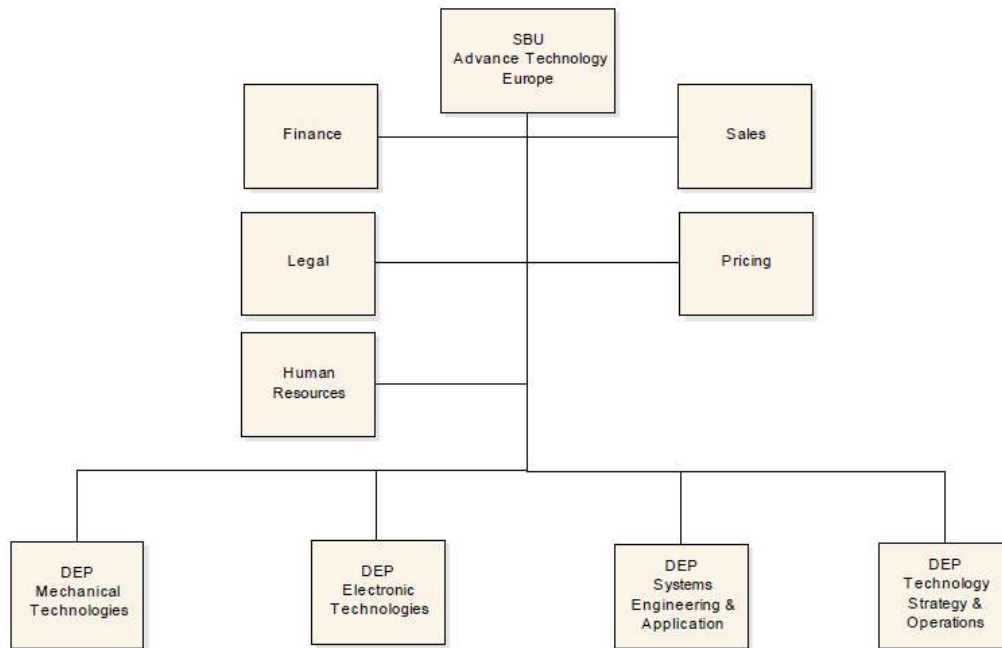 SBU
Advance Technology
Europe
Finance
Sales
Legal
Pricing
Human
Resources
DEP
Mechanical
Technologies
DEP
Electronic
Technologies
DEP
Systems
Engineering &
Application
DEP
Technology
Strategy &
Operations